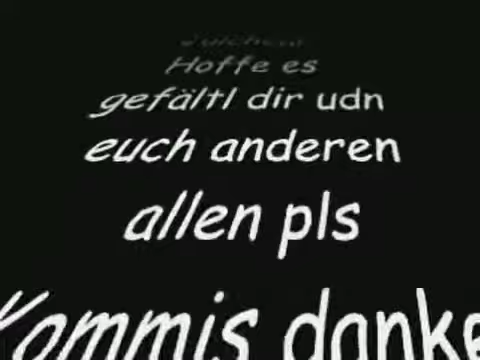 Hoffe es
gefältl dir udn
euch anderen
allen pls
Kommis danke